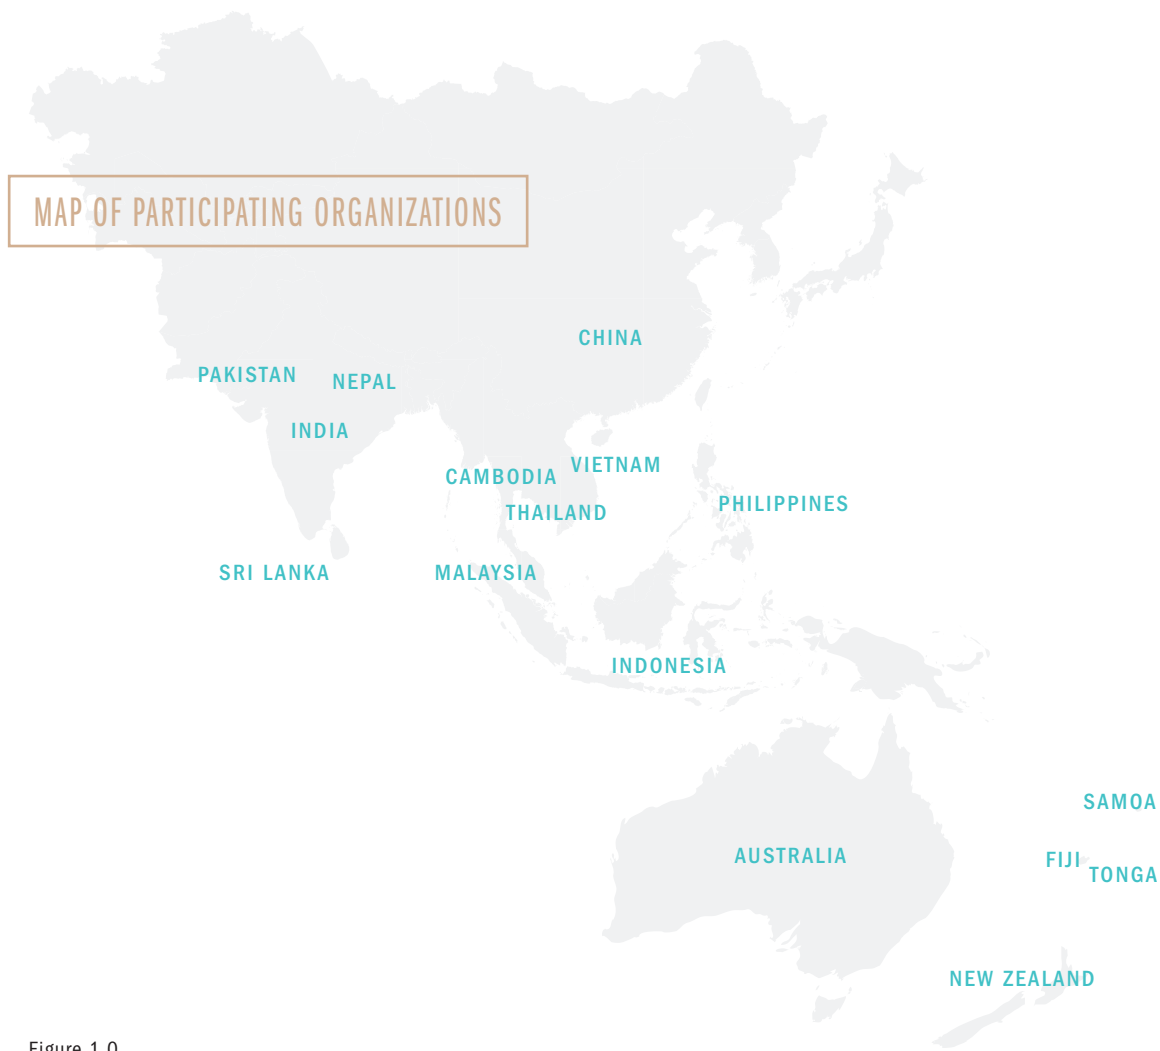 MAP OF PARTICIPATING ORGANIZATIONS
CHINA
PAKISTAN
NEPAL
INDIA
VIETNAM
CAMBODIA
PHILIPPINES
THAILAND
SRI LANKA
MALAYSIA
INDONESIA
SAMOA
AUSTRALIA
FIJI
TONGA
NEW ZEALAND
Figure 1.0